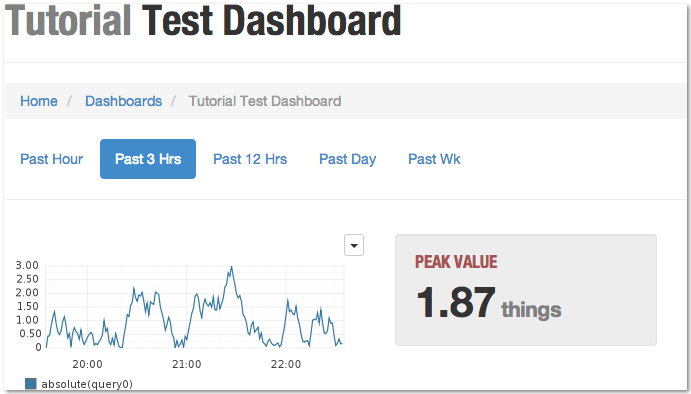 Tutorial Test Dashboard
Home / Dashboards / Tutorial Test Dashboard
Past Hour Past 3 Hrs Past 12 Hrs Past Day Past Wk
PEAK VALUE
1.87 things
3.00
2.50
2.00
1.50
1.00
0.50
0
20:00 21:00 22:00
absolute(query0)